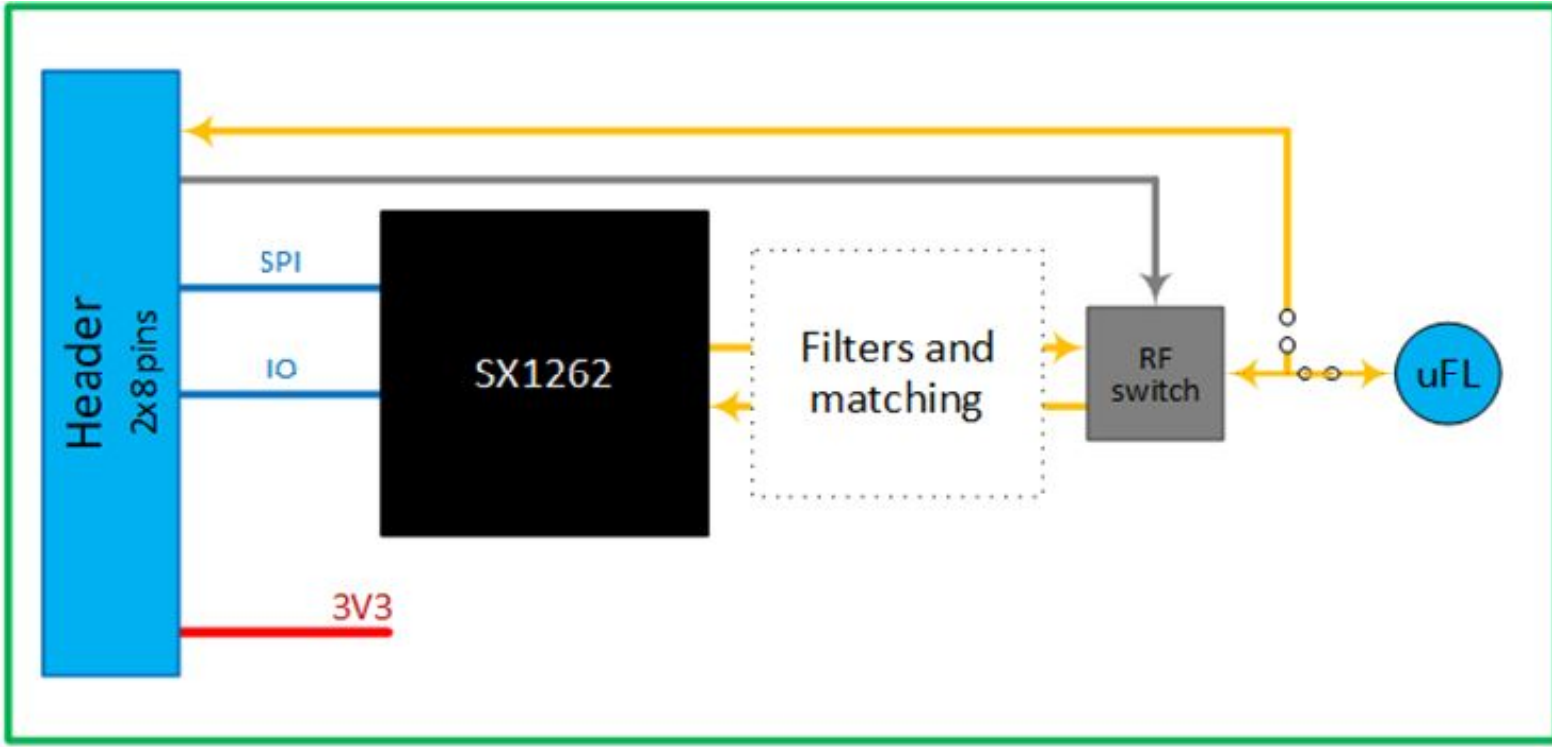 Header
2x8 pins
SPI
IO
3V3
SX1262
Filters and
matching
RF
switch
uFL